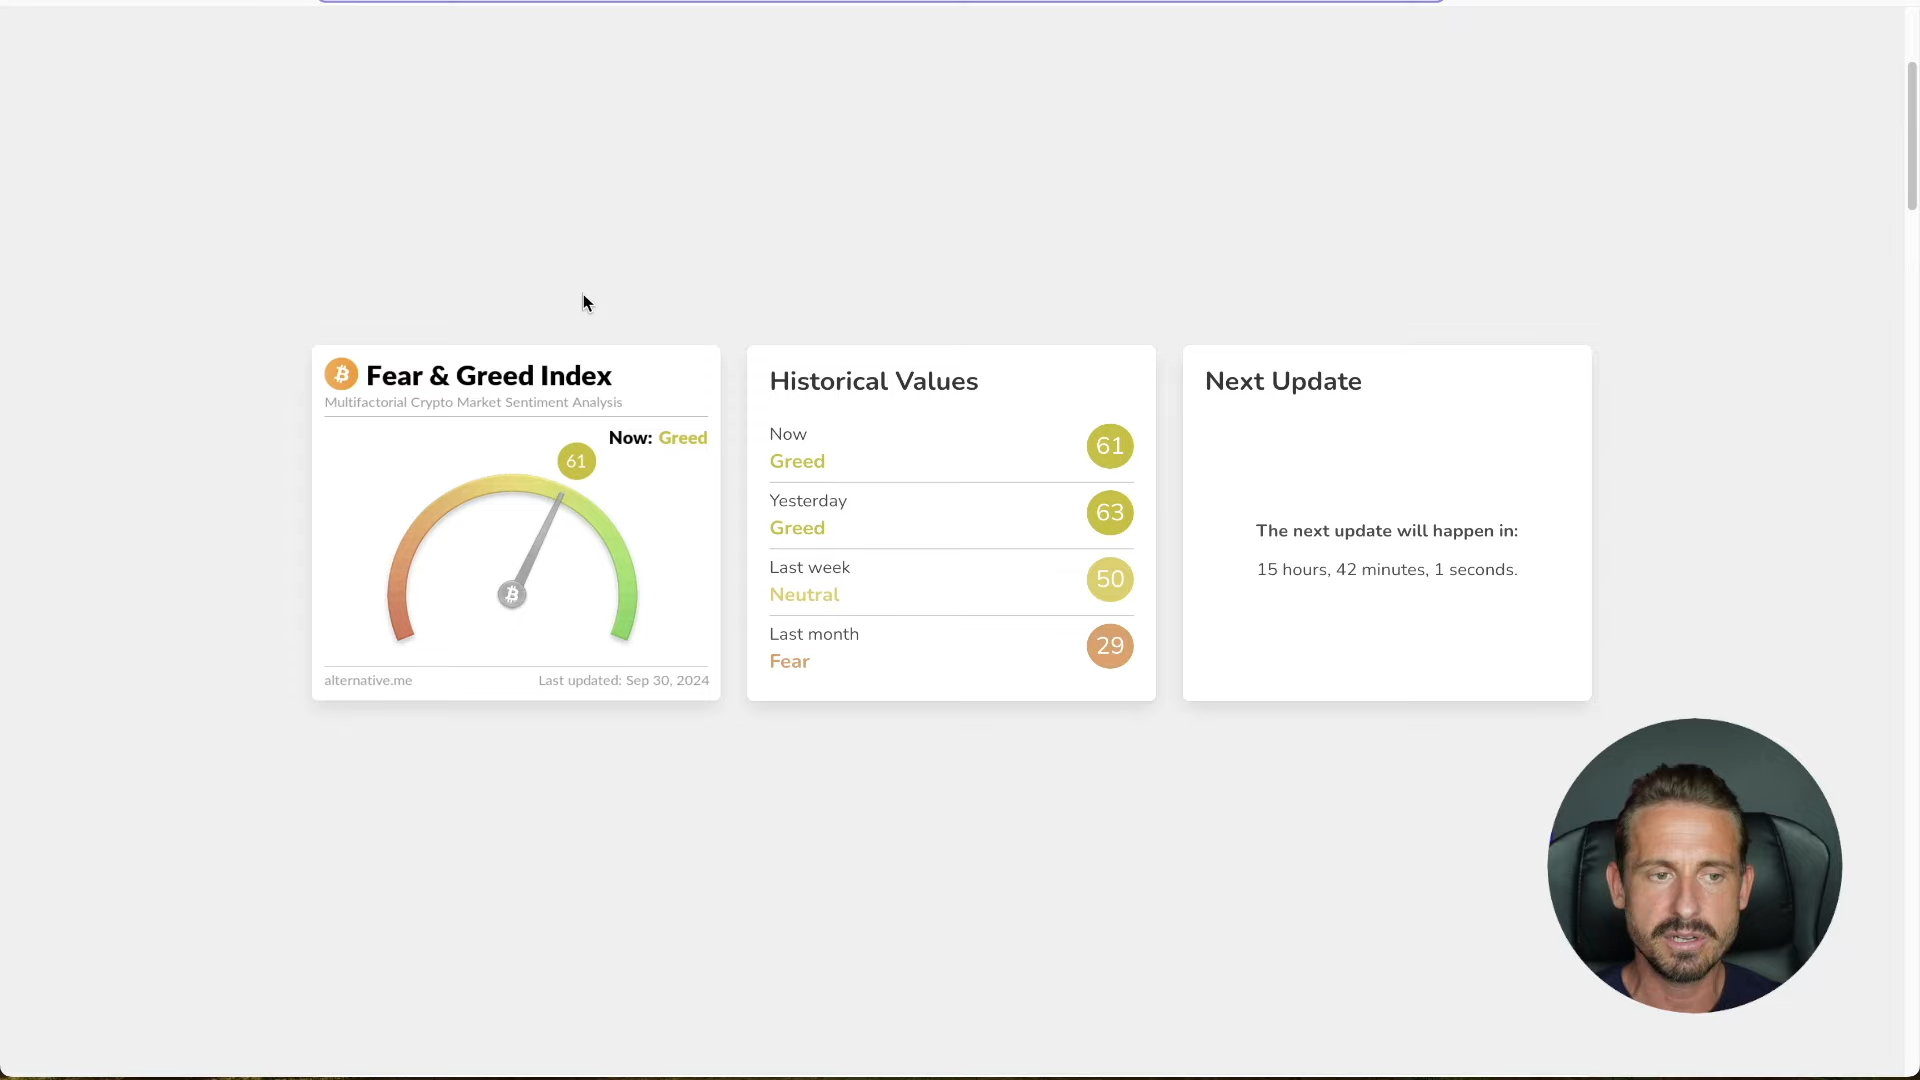 Fear & Greed Index
Multifactorial Crypto Market Sentiment Analysis
Now: Greed
61
alternative.me
Last updated: Sep 30, 2024
Historical Values
Now
Greed
61
Yesterday
Greed
63
Last week
Neutral
50
Last month
Fear
29
Next Update
The next update will happen in:
15 hours, 42 minutes, 1 seconds.